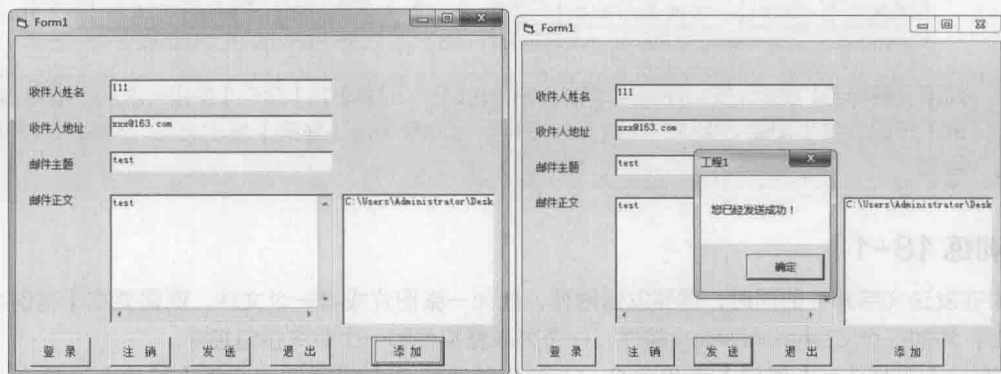 Form1
收件人姓名 111
收件人地址 xxx@163.com
邮件主题 test
邮件正文 test
C:\Users\Administrator\Desk
登 录 注 销 发 送 退 出 添 加
Form1
收件人姓名 111
收件人地址 xxx@163.com
邮件主题 test
工程1
邮件正文 test
您已经发送成功！
C:\Users\Administrator\Desk
确定
登 录 注 销 发 送 退 出 添 加